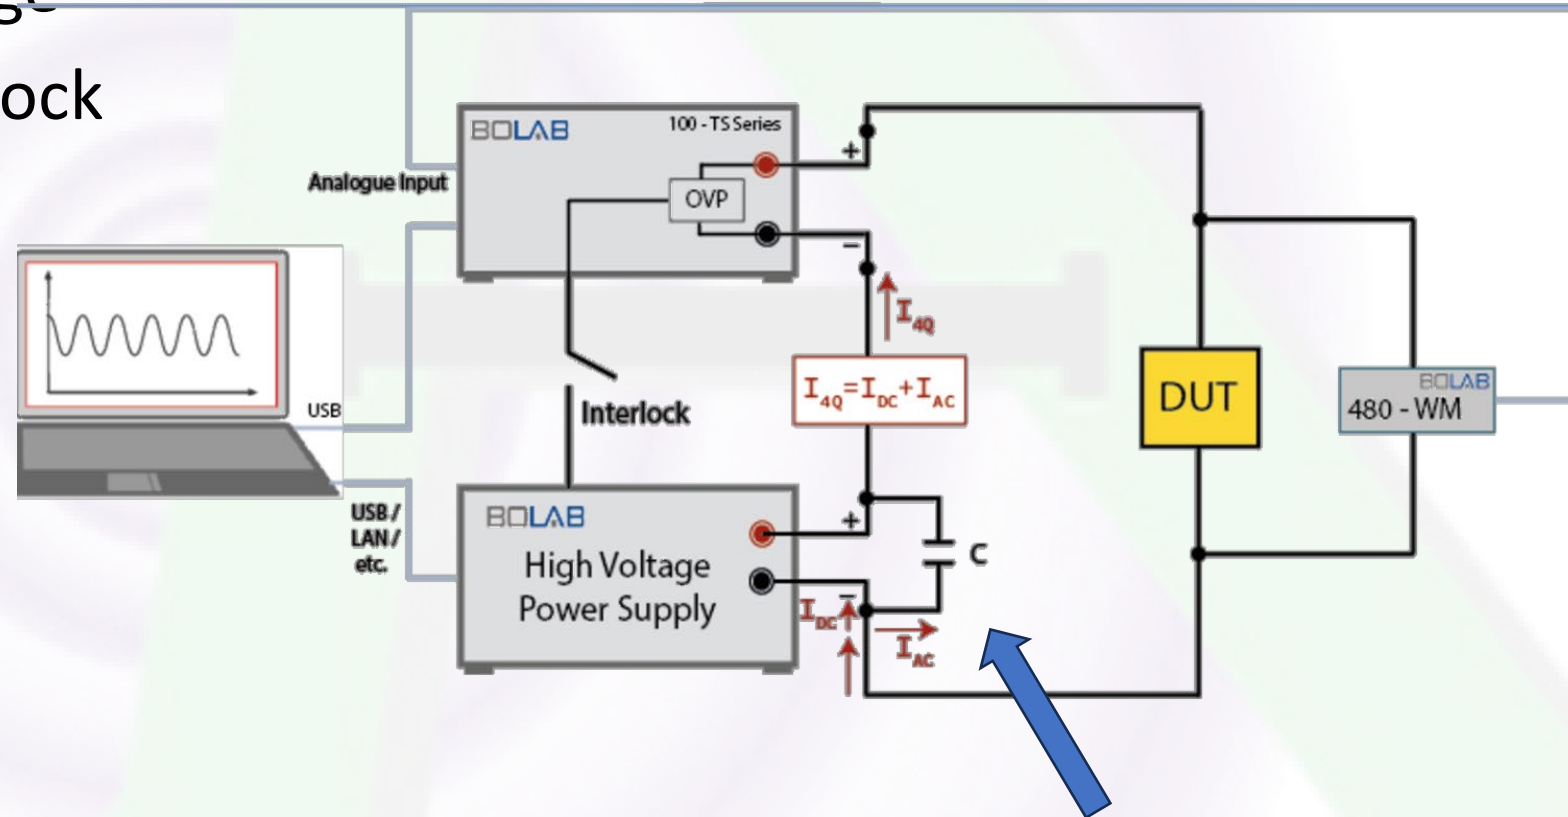 ge
ock
BOLAB
100 - TS Series
Analogue Input
OVP
+
−
I4Q
I4Q=IDC+IAC
USB
Interlock
DUT
BOLAB
480 - WM
USB /
LAN /
etc.
BOLAB
High Voltage
Power Supply
+
C
−
IDC
IAC